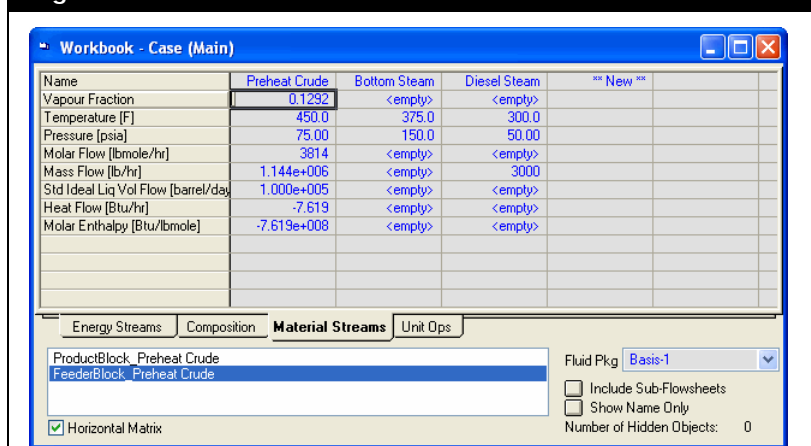 Workbook - Case (Main)
Name Preheat Crude Bottom Steam Diesel Steam ** New **
Vapour Fraction 0.1292 <empty> <empty>
Temperature [F] 450.0 375.0 300.0
Pressure [psia] 75.00 150.0 50.00
Molar Flow [lbmole/hr] 3814 <empty> <empty>
Mass Flow [lb/hr] 1.144e+006 <empty> 3000
Std Ideal Liq Vol Flow [barrel/day 1.000e+005 <empty> <empty>
Heat Flow [Btu/hr] -7.619 <empty> <empty>
Molar Enthalpy [Btu/lbmole] -7.619e+008 <empty> <empty>
Energy Streams Composition Material Streams Unit Ops
ProductBlock_Preheat Crude
FeederBlock_Preheat Crude
Fluid Pkg Basis-1
Include Sub-Flowsheets
Show Name Only
Horizontal Matrix
Number of Hidden Objects: 0